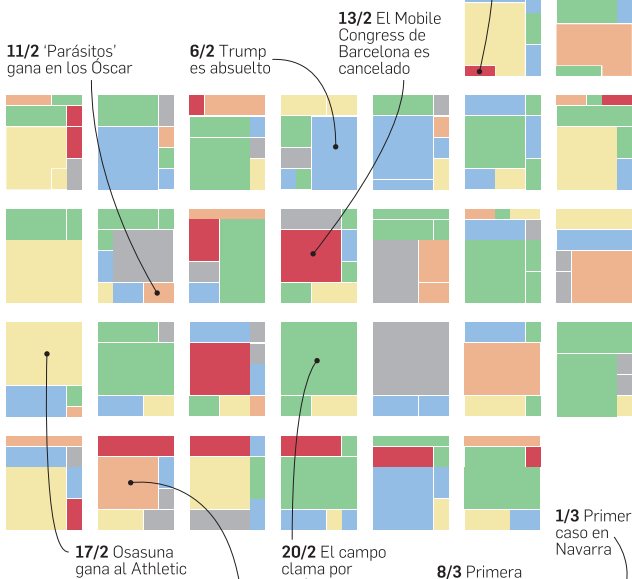 13/2 El Mobile
Congress de
Barcelona es
cancelado
11/2 ‘Parásitos’
gana en los Óscar
6/2 Trump
es absuelto
17/2 Osasuna
gana al Athletic
20/2 El campo
clama por
1/3 Primer
caso en
Navarra
8/3 Primera